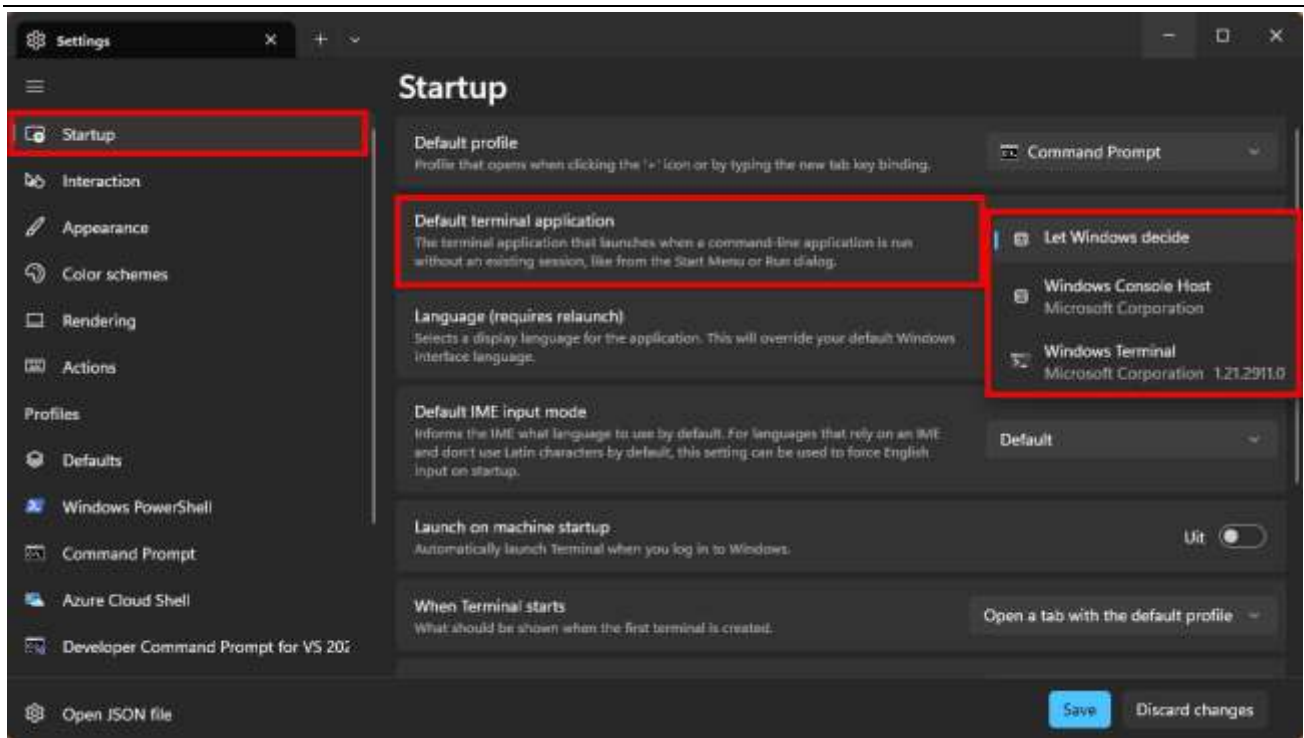 Settings
Startup
Startup
Interaction
Appearance
Color schemes
Rendering
Actions
Profiles
Defaults
Windows PowerShell
Command Prompt
Azure Cloud Shell
Developer Command Prompt for VS 202
Open JSON file
Default profile
Profile that opens when clicking the '+' icon or by typing the new tab key binding.
Command Prompt
Default terminal application
The terminal application that launches when a command-line application is run
without an existing session, like from the Start Menu or Run dialog.
Let Windows decide
Windows Console Host
Microsoft Corporation
Windows Terminal
Microsoft Corporation 1.21.2911.0
Language (requires relaunch)
Selects a display language for the application. This will override your default Windows
interface language.
Default IME input mode
Informs the IME what language to use by default. For languages that rely on an IME
and don't use Latin characters by default, this setting can be used to force English
input on startup.
Default
Launch on machine startup
Automatically launch Terminal when you log in to Windows.
Uit
When Terminal starts
What should be shown when the first terminal is created.
Open a tab with the default profile
Save
Discard changes